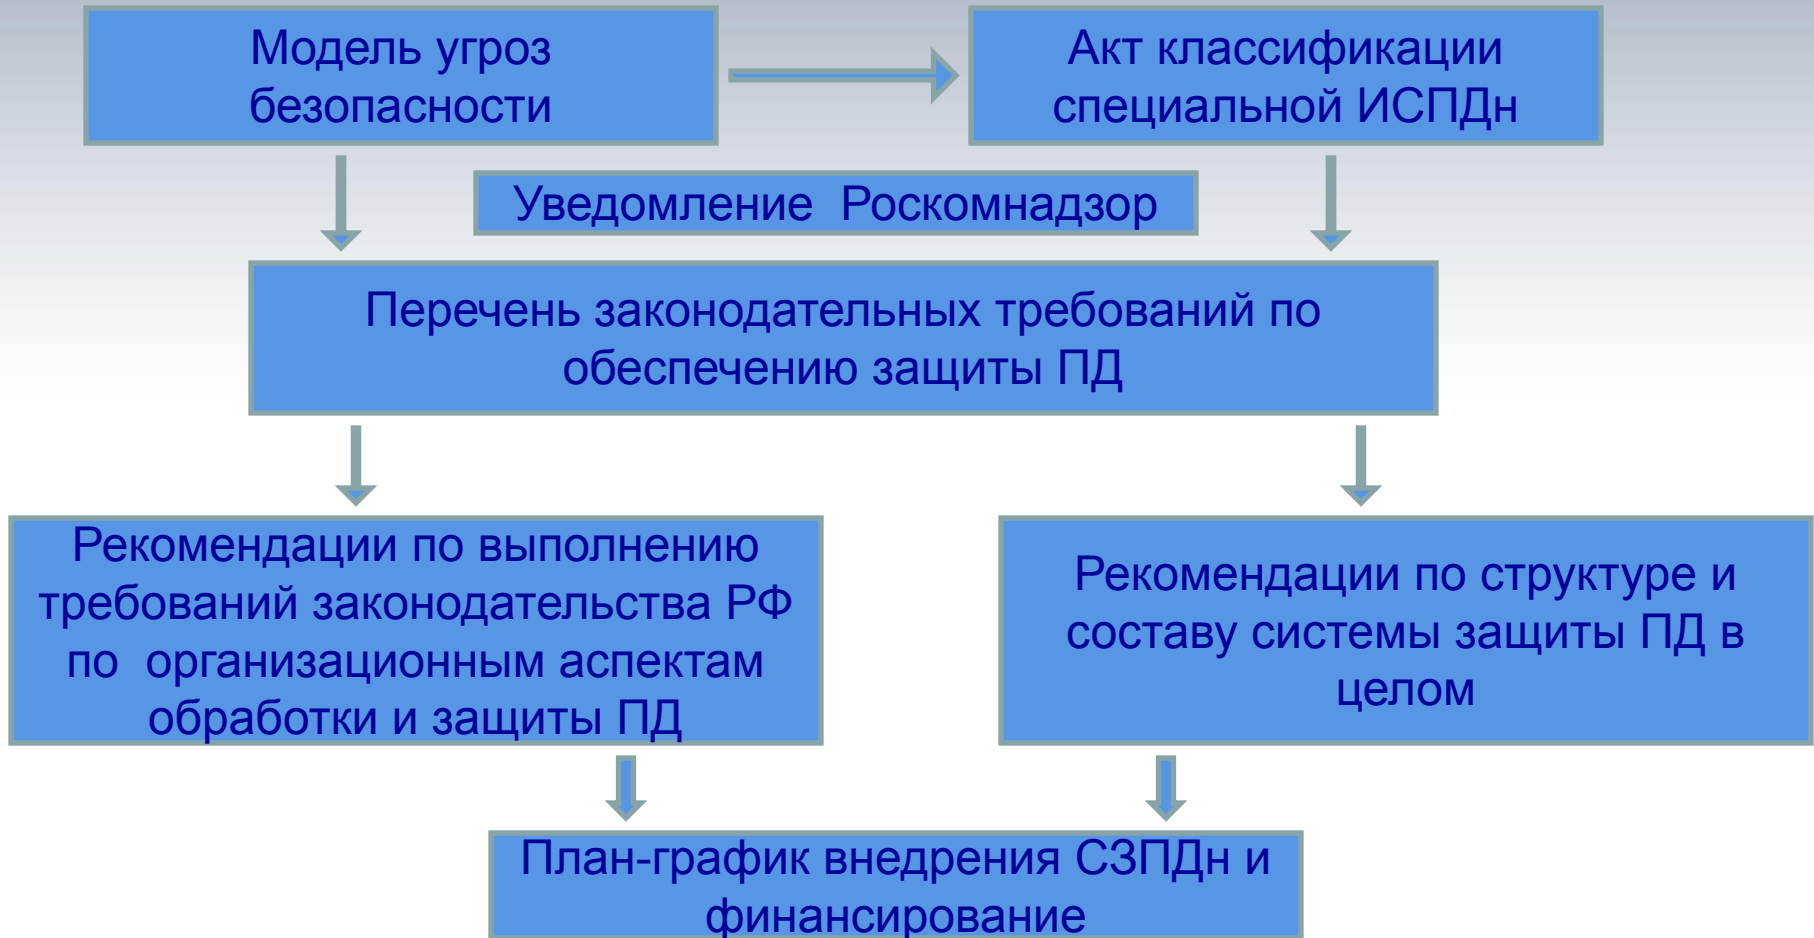 Модель угроз
безопасности
Акт классификации
специальной ИСПДн
Уведомление  Роскомнадзор
Перечень законодательных требований по
обеспечению защиты ПД
Рекомендации по выполнению
требований законодательства РФ
по  организационным аспектам
обработки и защиты ПД
Рекомендации по структуре и
составу системы защиты ПД в
целом
План-график внедрения СЗПДн и
финансирование